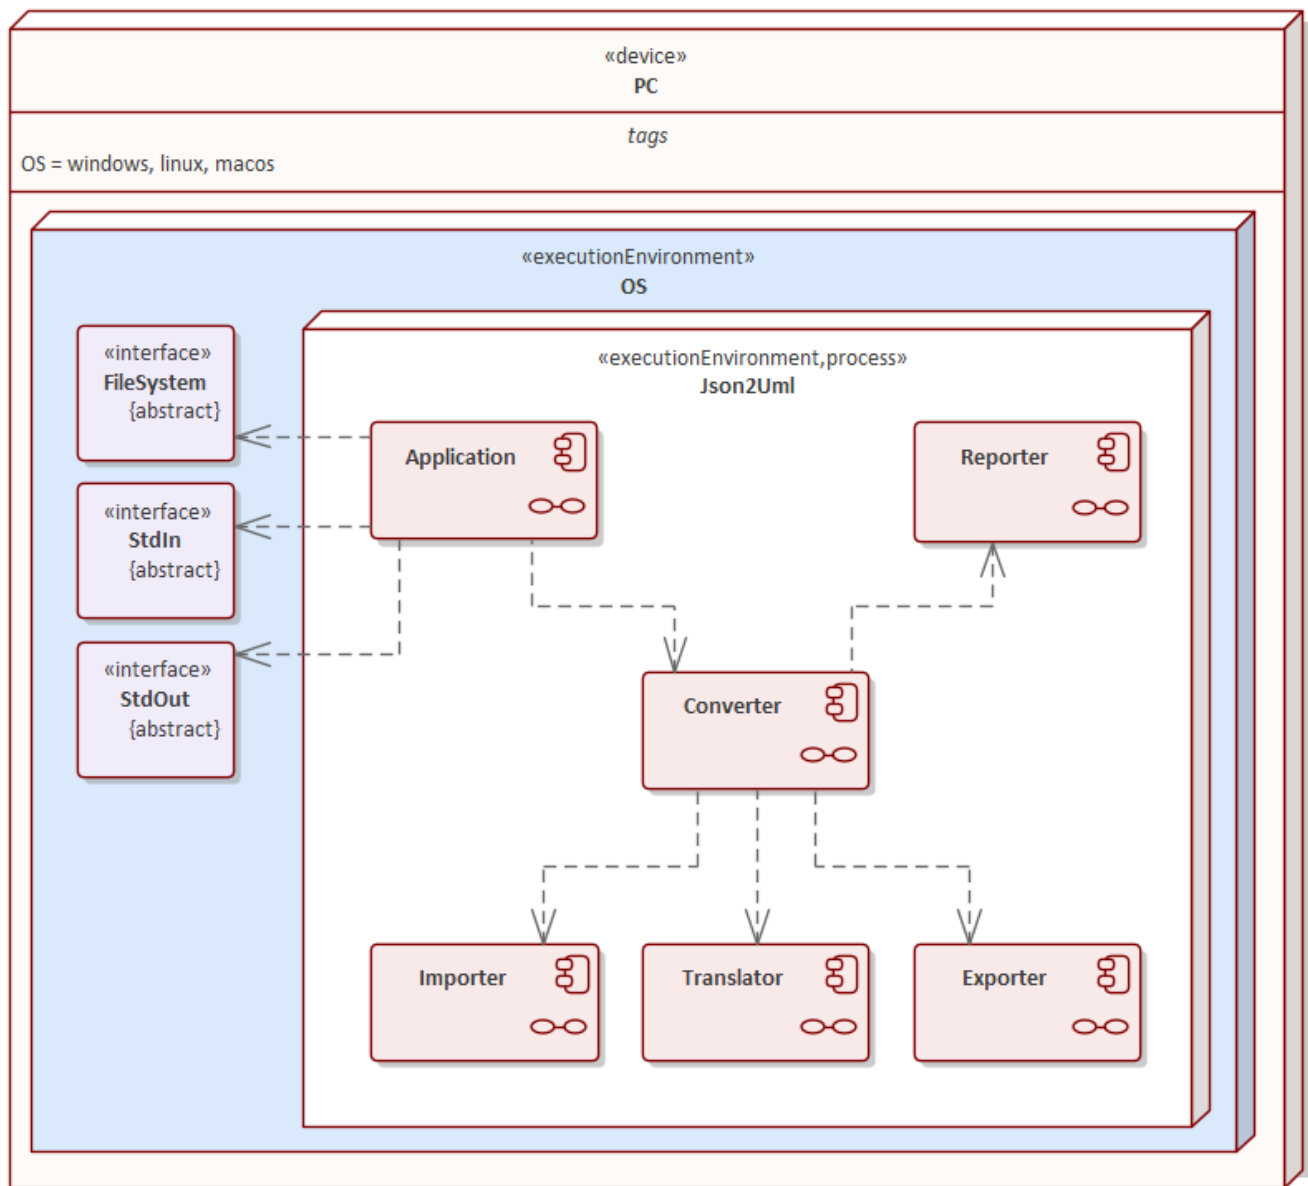 «device»
PC
tags
OS = windows, linux, macos
«executionEnvironment»
OS
«interface»
FileSystem
{abstract}
«interface»
StdIn
{abstract}
«interface»
StdOut
{abstract}
«executionEnvironment,process»
Json2Uml
Application
Reporter
Converter
Importer
Translator
Exporter